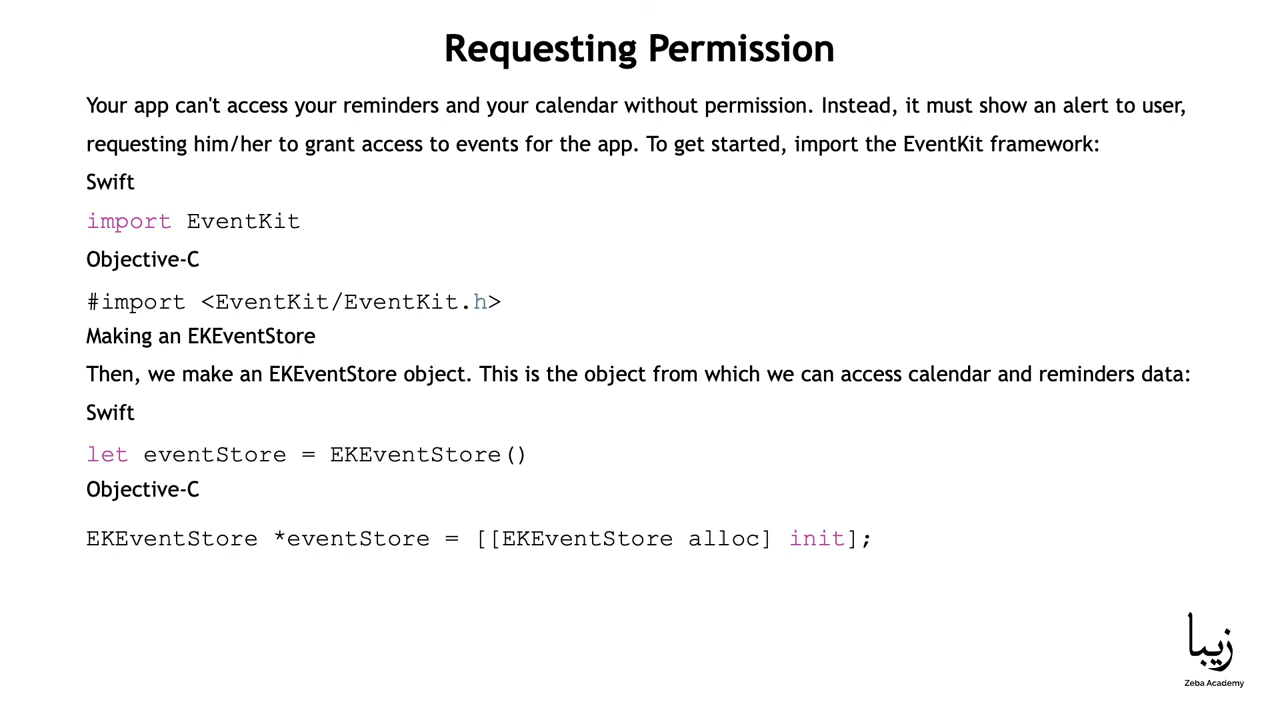 Requesting Permission
Your app can't access your reminders and your calendar without permission. Instead, it must show an alert to user,
requesting him/her to grant access to events for the app. To get started, import the EventKit framework:
Swift
import EventKit
Objective-C
#import <EventKit/EventKit.h>
Making an EKEventStore
Then, we make an EKEventStore object. This is the object from which we can access calendar and reminders data:
Swift
let eventStore = EKEventStore()
Objective-C
EKEventStore *eventStore = [[EKEventStore alloc] init];
زیبا
Zeba Academy